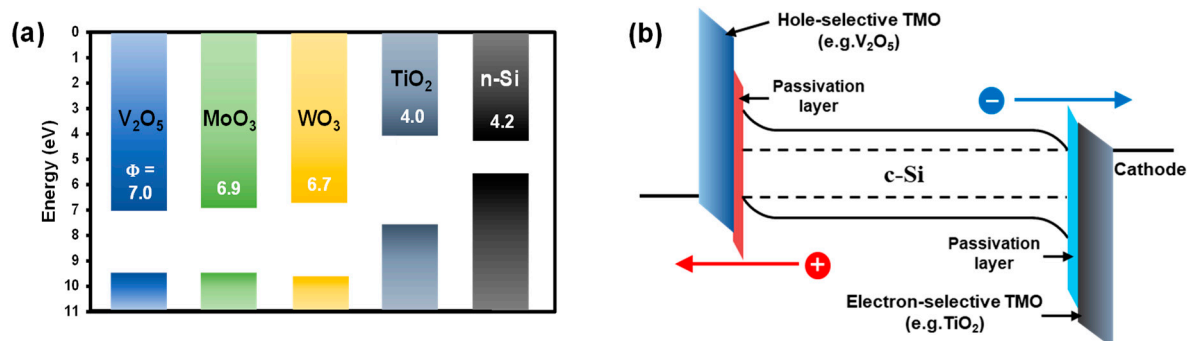 (a)
Energy (eV)
0
1
2
3
4
5
6
7
8
9
10
11
V₂O₅
Φ =
7.0
MoO₃
6.9
WO₃
6.7
TiO₂
4.0
n-Si
4.2
(b)
Hole-selective TMO
(e.g.V₂O₅)
Passivation
layer
−
c-Si
Cathode
+
Passivation
layer
Electron-selective TMO
(e.g.TiO₂)